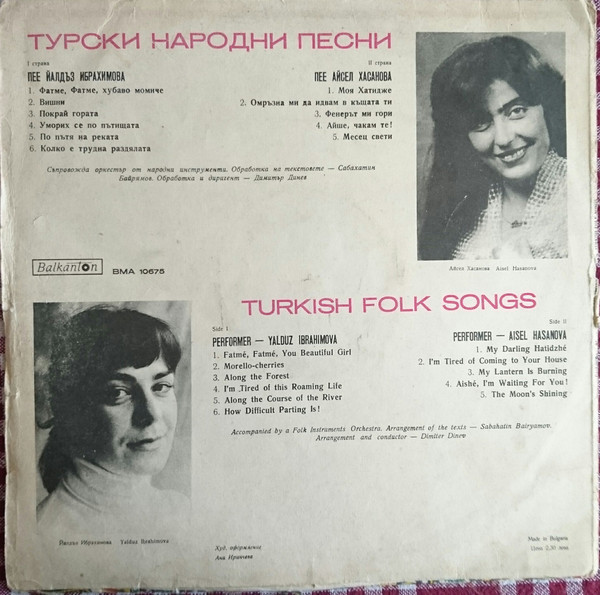 ТУРСКИ НАРОДНИ ПЕСНИ
I страна
ПЕЕ ЙАЛДЪЗ ИБРАХИМОВА
1. Фатме, Фатме, хубаво момиче
2. Вишни
3. Покрай гората
4. Уморих се по пътищата
5. По пътя на реката
6. Колко е трудна раздялата
II страна
ПЕЕ АЙСЕЛ ХАСАНОВА
1. Моя Хатидже
2. Омръзна ми да идвам в къщата ти
3. Фенерът ми гори
4. Айше, чакам те!
5. Месец свети
Съпровожда оркестър от народни инструменти. Обработка на текстовете — Сабахатин
Байрямов. Обработка и диригент — Димитър Динев
Айсел Хасанова Aisel Hasanova
Balkanton
ВМА 10675
TURKISH FOLK SONGS
Side I
PERFORMER — YALDUZ IBRAHIMOVA
1. Fatmé, Fatmé, You Beautiful Girl
2. Morello-cherries
3. Along the Forest
4. I'm Tired of this Roaming Life
5. Along the Course of the River
6. How Difficult Parting Is!
Side II
PERFORMER — AISEL HASANOVA
1. My Darling Hatidzhé
2. I'm Tired of Coming to Your House
3. My Lantern Is Burning
4. Aishé, I'm Waiting For You!
5. The Moon's Shining
Accompanied by a Folk Instruments Orchestra. Arrangement of the texts — Sabahatin Bairyamov.
Arrangement and conductor — Dimiter Dinev
Йалдъз Ибрахимова Yalduz Ibrahimova
Худ. оформление
Ана
Made in Bulgaria
Цена 2,50 лева